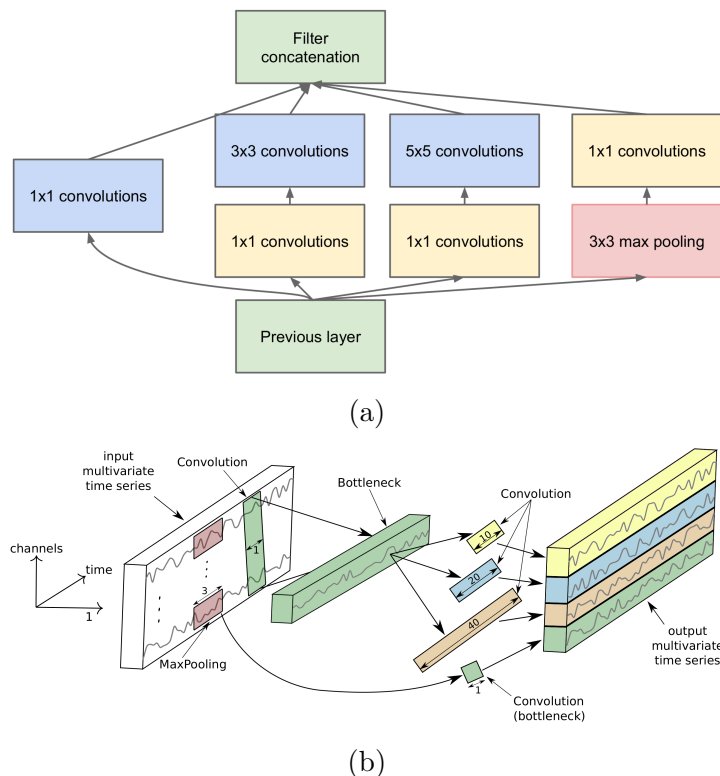 Filter
concatenation
3x3 convolutions
5x5 convolutions
1x1 convolutions
1x1 convolutions
1x1 convolutions
1x1 convolutions
3x3 max pooling
Previous layer
(a)
input
multivariate
time series
Convolution
Bottleneck
Convolution
channels
time
1
1
3
MaxPooling
10
20
40
1
Convolution
(bottleneck)
output
multivariate
time series
(b)